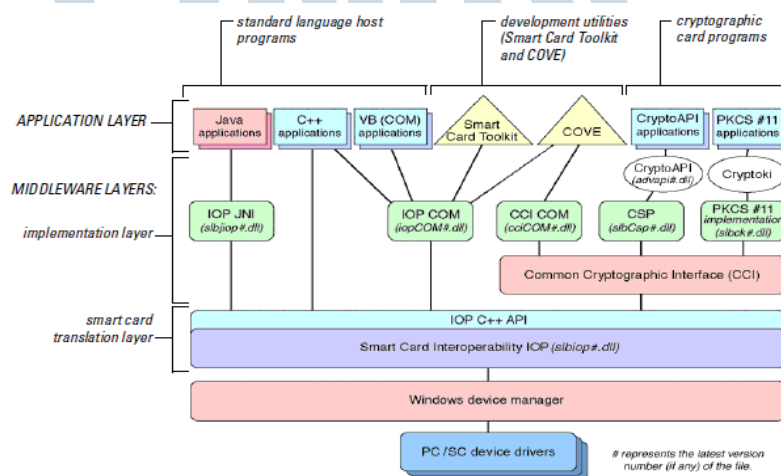 standard language host
programs
development utilities
(Smart Card Toolkit
and COVE)
cryptographic
card programs
APPLICATION LAYER
Java
applications
C++
applications
VB (COM)
applications
Smart
Card Toolkit
COVE
CryptoAPI
applications
PKCS #11
applications
MIDDLEWARE LAYERS:
CryptoAPI
(advapi#.dll)
Cryptoki
implementation
layer
IOP JNI
(slbjiop#.dll)
IOP COM
(iopCOM#.dll)
CCI COM
(cciCOM#.dll)
CSP
(slbCsp#.dll)
PKCS #11
implementation
(slbck#.dll)
Common Cryptographic Interface (CCI)
smart card
translation layer
IOP C++ API
Smart Card Interoperability IOP (slbiop#.dll)
Windows device manager
PC/SC device drivers
# represents the latest version
number (if any) of the file.